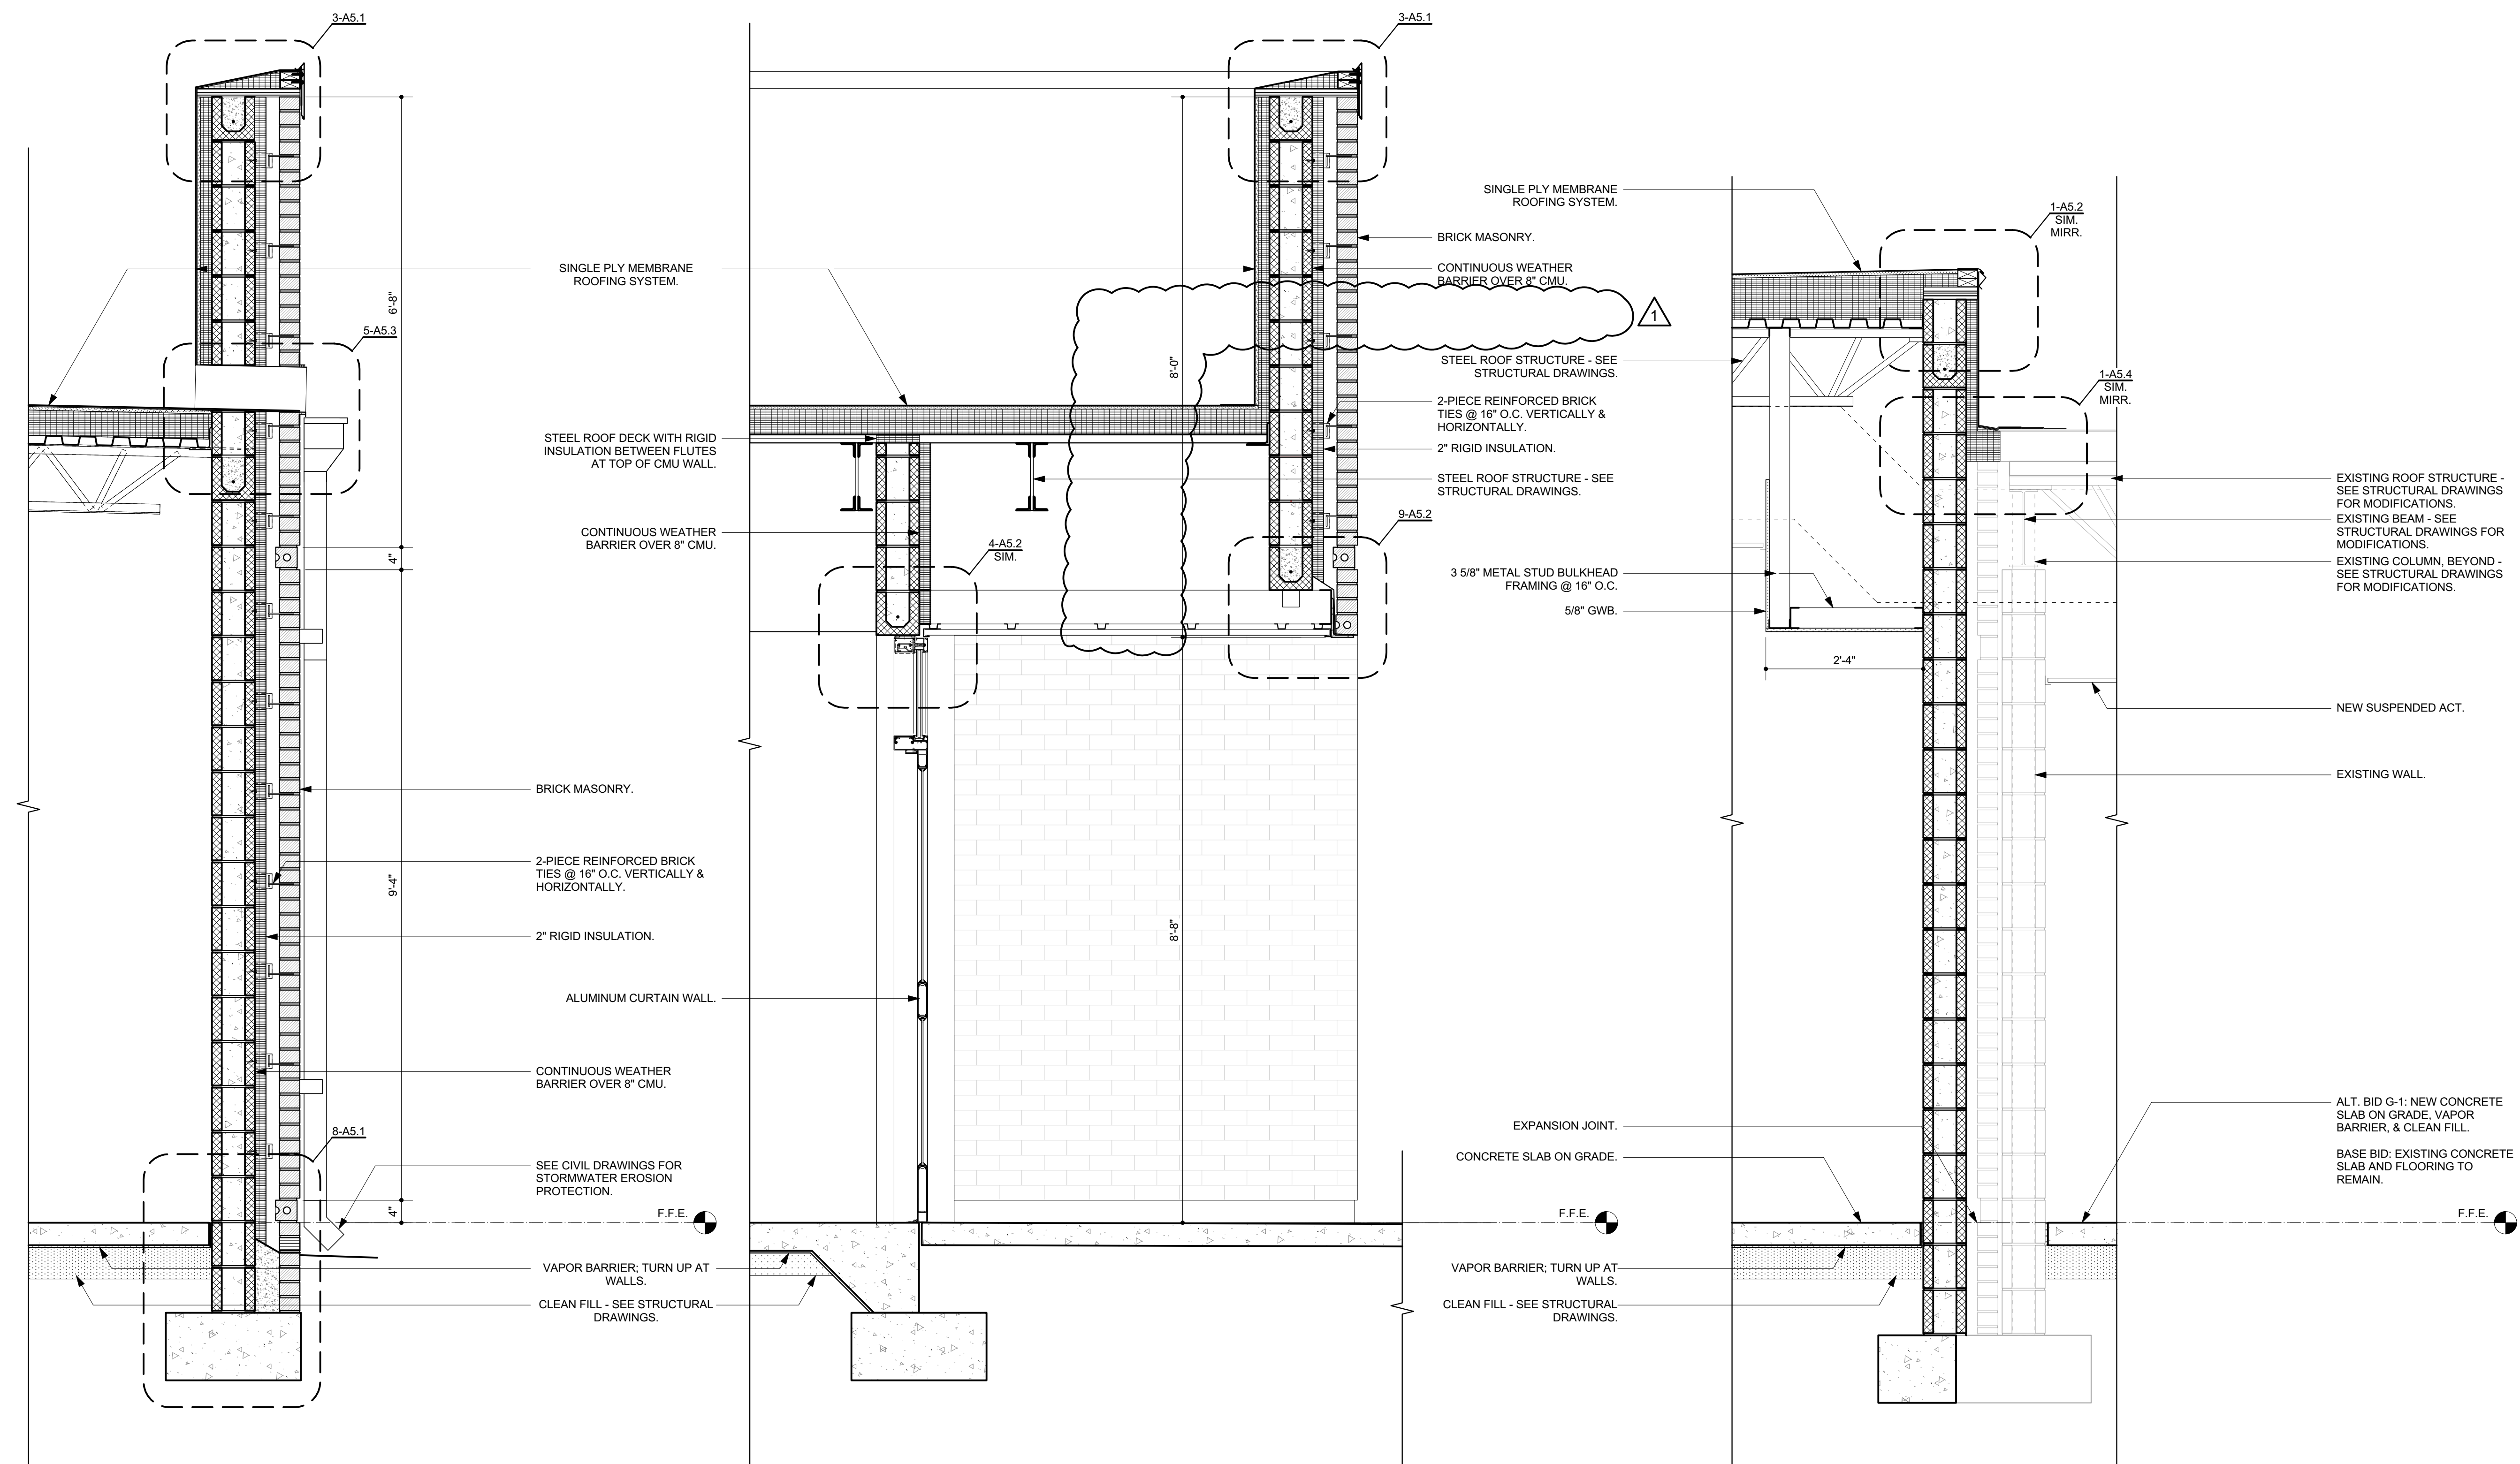 3-A5.1
6'-8"
5-A5.3
4"
9'-4"
4"
8-A5.1
SINGLE PLY MEMBRANE
ROOFING SYSTEM.
STEEL ROOF DECK WITH RIGID
INSULATION BETWEEN FLUTES
AT TOP OF CMU WALL.
CONTINUOUS WEATHER
BARRIER OVER 8" CMU.
BRICK MASONRY.
2-PIECE REINFORCED BRICK
TIES @ 16" O.C. VERTICALLY &
HORIZONTALLY.
2" RIGID INSULATION.
ALUMINUM CURTAIN WALL.
CONTINUOUS WEATHER
BARRIER OVER 8" CMU.
SEE CIVIL DRAWINGS FOR
STORMWATER EROSION
PROTECTION.
F.F.E.
VAPOR BARRIER; TURN UP AT
WALLS.
CLEAN FILL - SEE STRUCTURAL
DRAWINGS.
3-A5.1
4-A5.2
SIM.
8'-0"
8'-8"
9-A5.2
1
SINGLE PLY MEMBRANE
ROOFING SYSTEM.
BRICK MASONRY.
CONTINUOUS WEATHER
BARRIER OVER 8" CMU.
STEEL ROOF STRUCTURE - SEE
STRUCTURAL DRAWINGS.
2-PIECE REINFORCED BRICK
TIES @ 16" O.C. VERTICALLY &
HORIZONTALLY.
2" RIGID INSULATION.
STEEL ROOF STRUCTURE - SEE
STRUCTURAL DRAWINGS.
3 5/8" METAL STUD BULKHEAD
FRAMING @ 16" O.C.
5/8" GWB.
EXPANSION JOINT.
CONCRETE SLAB ON GRADE.
F.F.E.
VAPOR BARRIER; TURN UP AT
WALLS.
CLEAN FILL - SEE STRUCTURAL
DRAWINGS.
1-A5.2
SIM.
MIRR.
1-A5.4
SIM.
MIRR.
2'-4"
EXISTING ROOF STRUCTURE -
SEE STRUCTURAL DRAWINGS
FOR MODIFICATIONS.
EXISTING BEAM - SEE
STRUCTURAL DRAWINGS FOR
MODIFICATIONS.
EXISTING COLUMN, BEYOND -
SEE STRUCTURAL DRAWINGS
FOR MODIFICATIONS.
NEW SUSPENDED ACT.
EXISTING WALL.
ALT. BID G-1: NEW CONCRETE
SLAB ON GRADE, VAPOR
BARRIER, & CLEAN FILL.
BASE BID: EXISTING CONCRETE
SLAB AND FLOORING TO
REMAIN.
F.F.E.